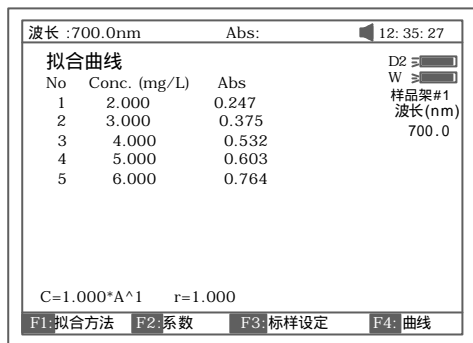 波长 :700.0nm Abs: 12: 35: 27
拟合曲线
No Conc. (mg/L) Abs
1 2.000 0.247
2 3.000 0.375
3 4.000 0.532
4 5.000 0.603
5 6.000 0.764
D2
W
样品架#1
波长(nm)
700.0
C=1.000*A^1 r=1.000
F1:拟合方法 F2:系数 F3:标样设定 F4: 曲线